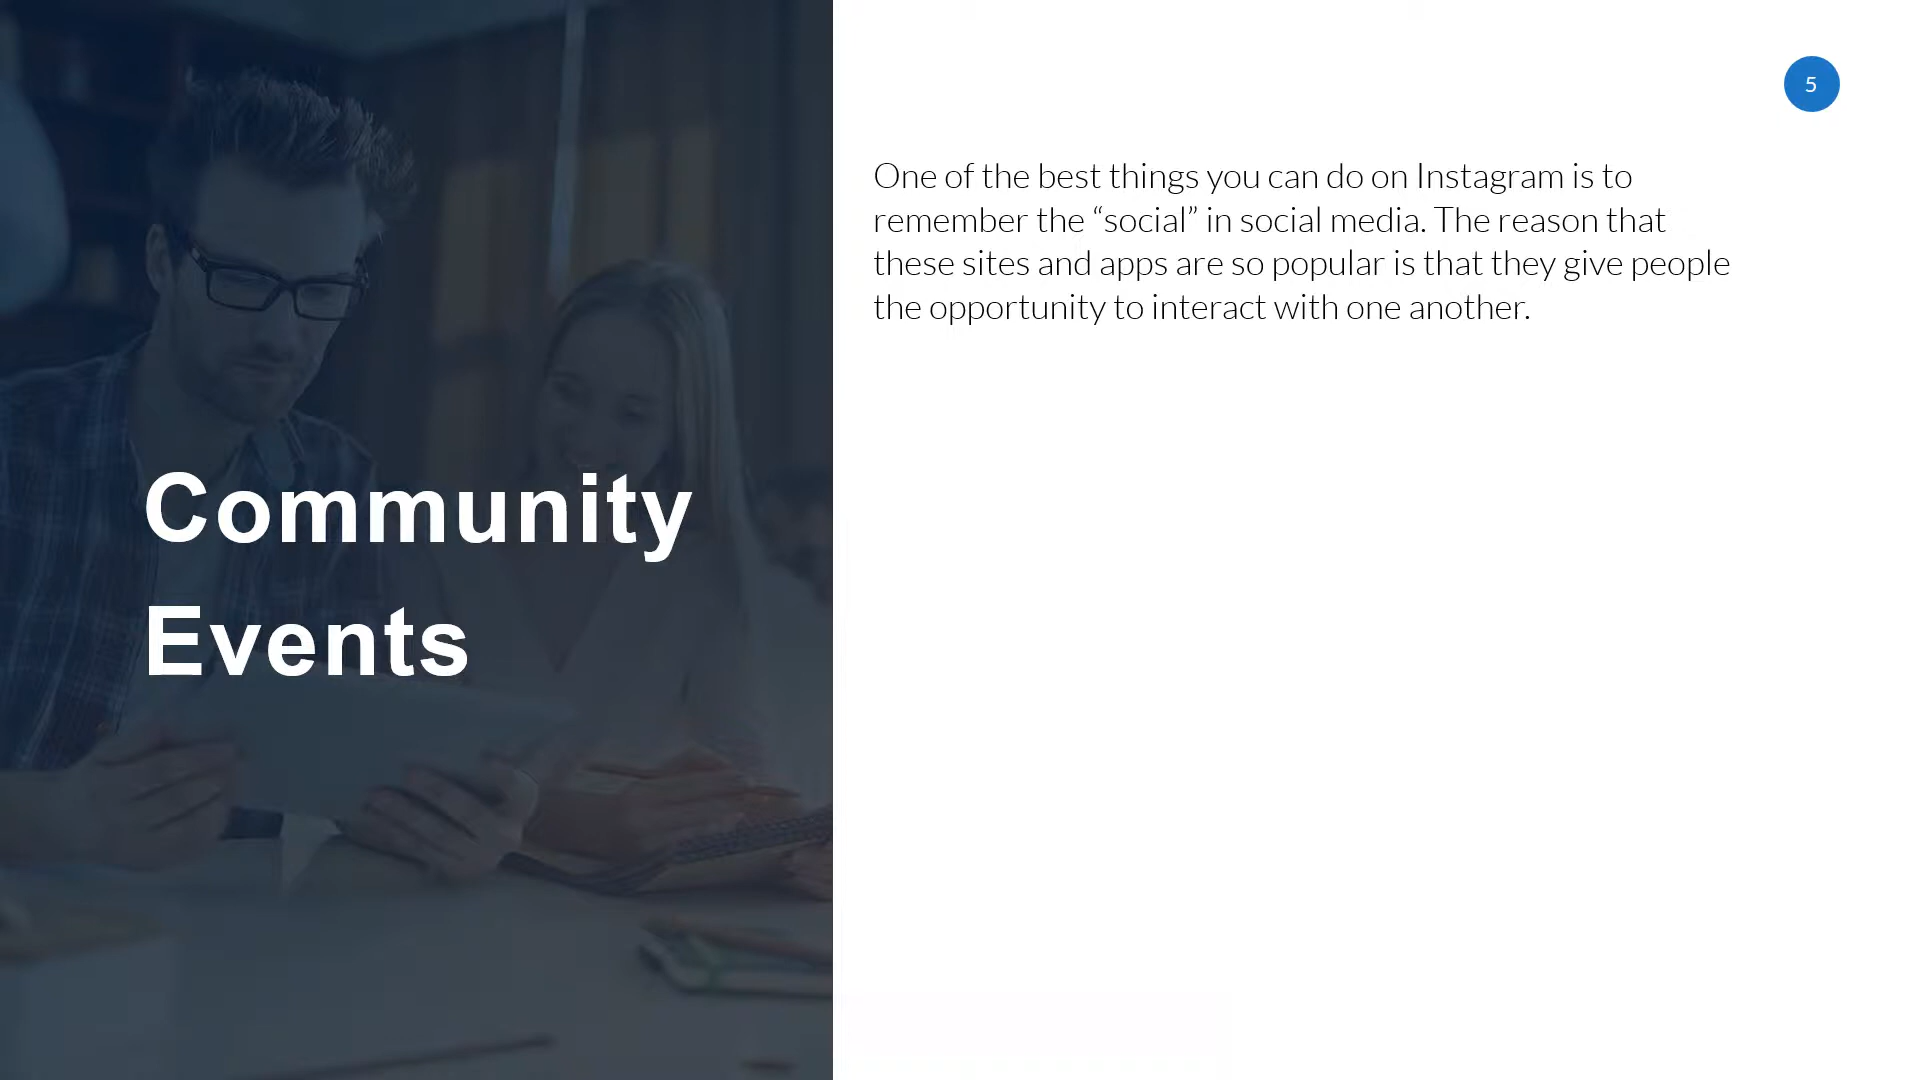 5
One of the best things you can do on Instagram is to
remember the “social” in social media. The reason that
these sites and apps are so popular is that they give people
the opportunity to interact with one another.
Community
Events